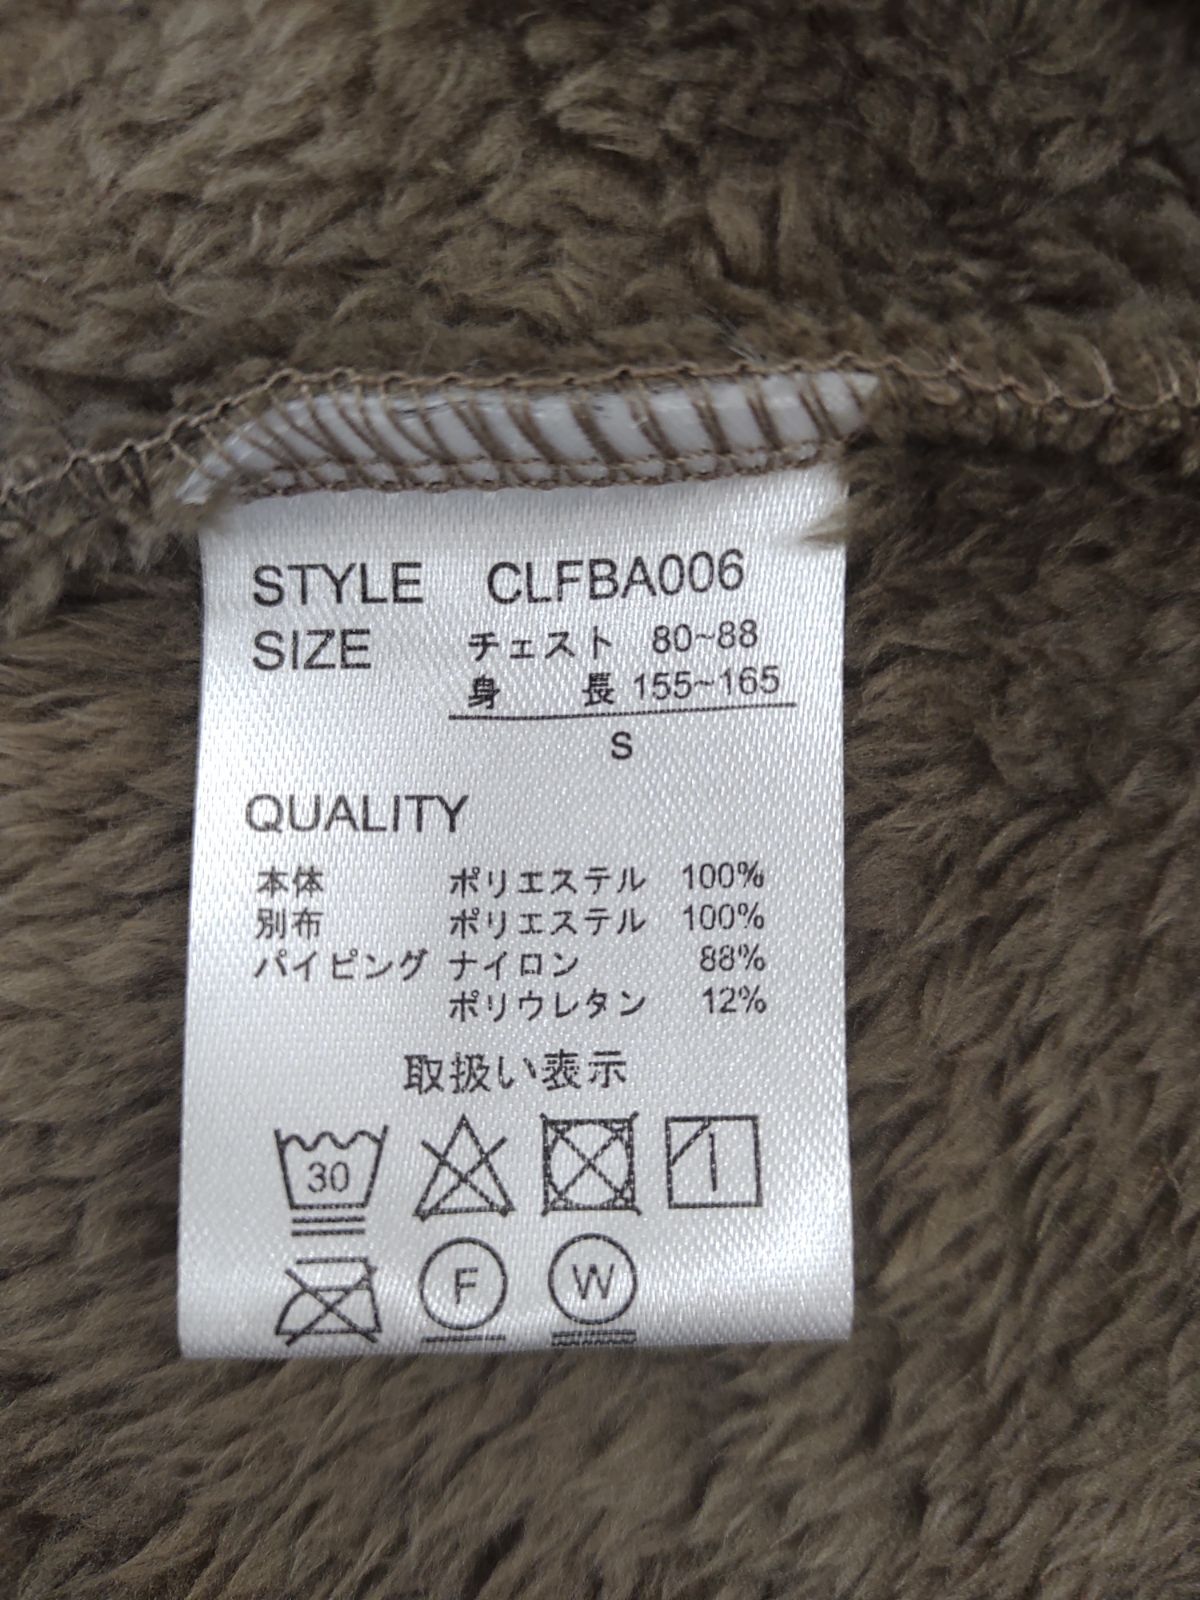 STYLE CLFBA006
SIZE チェスト 80~88
身 長 155~165
S
QUALITY
本体 ポリエステル 100%
別布 ポリエステル 100%
パイピング ナイロン 88%
ポリウレタン 12%
取扱い表示
30
F W